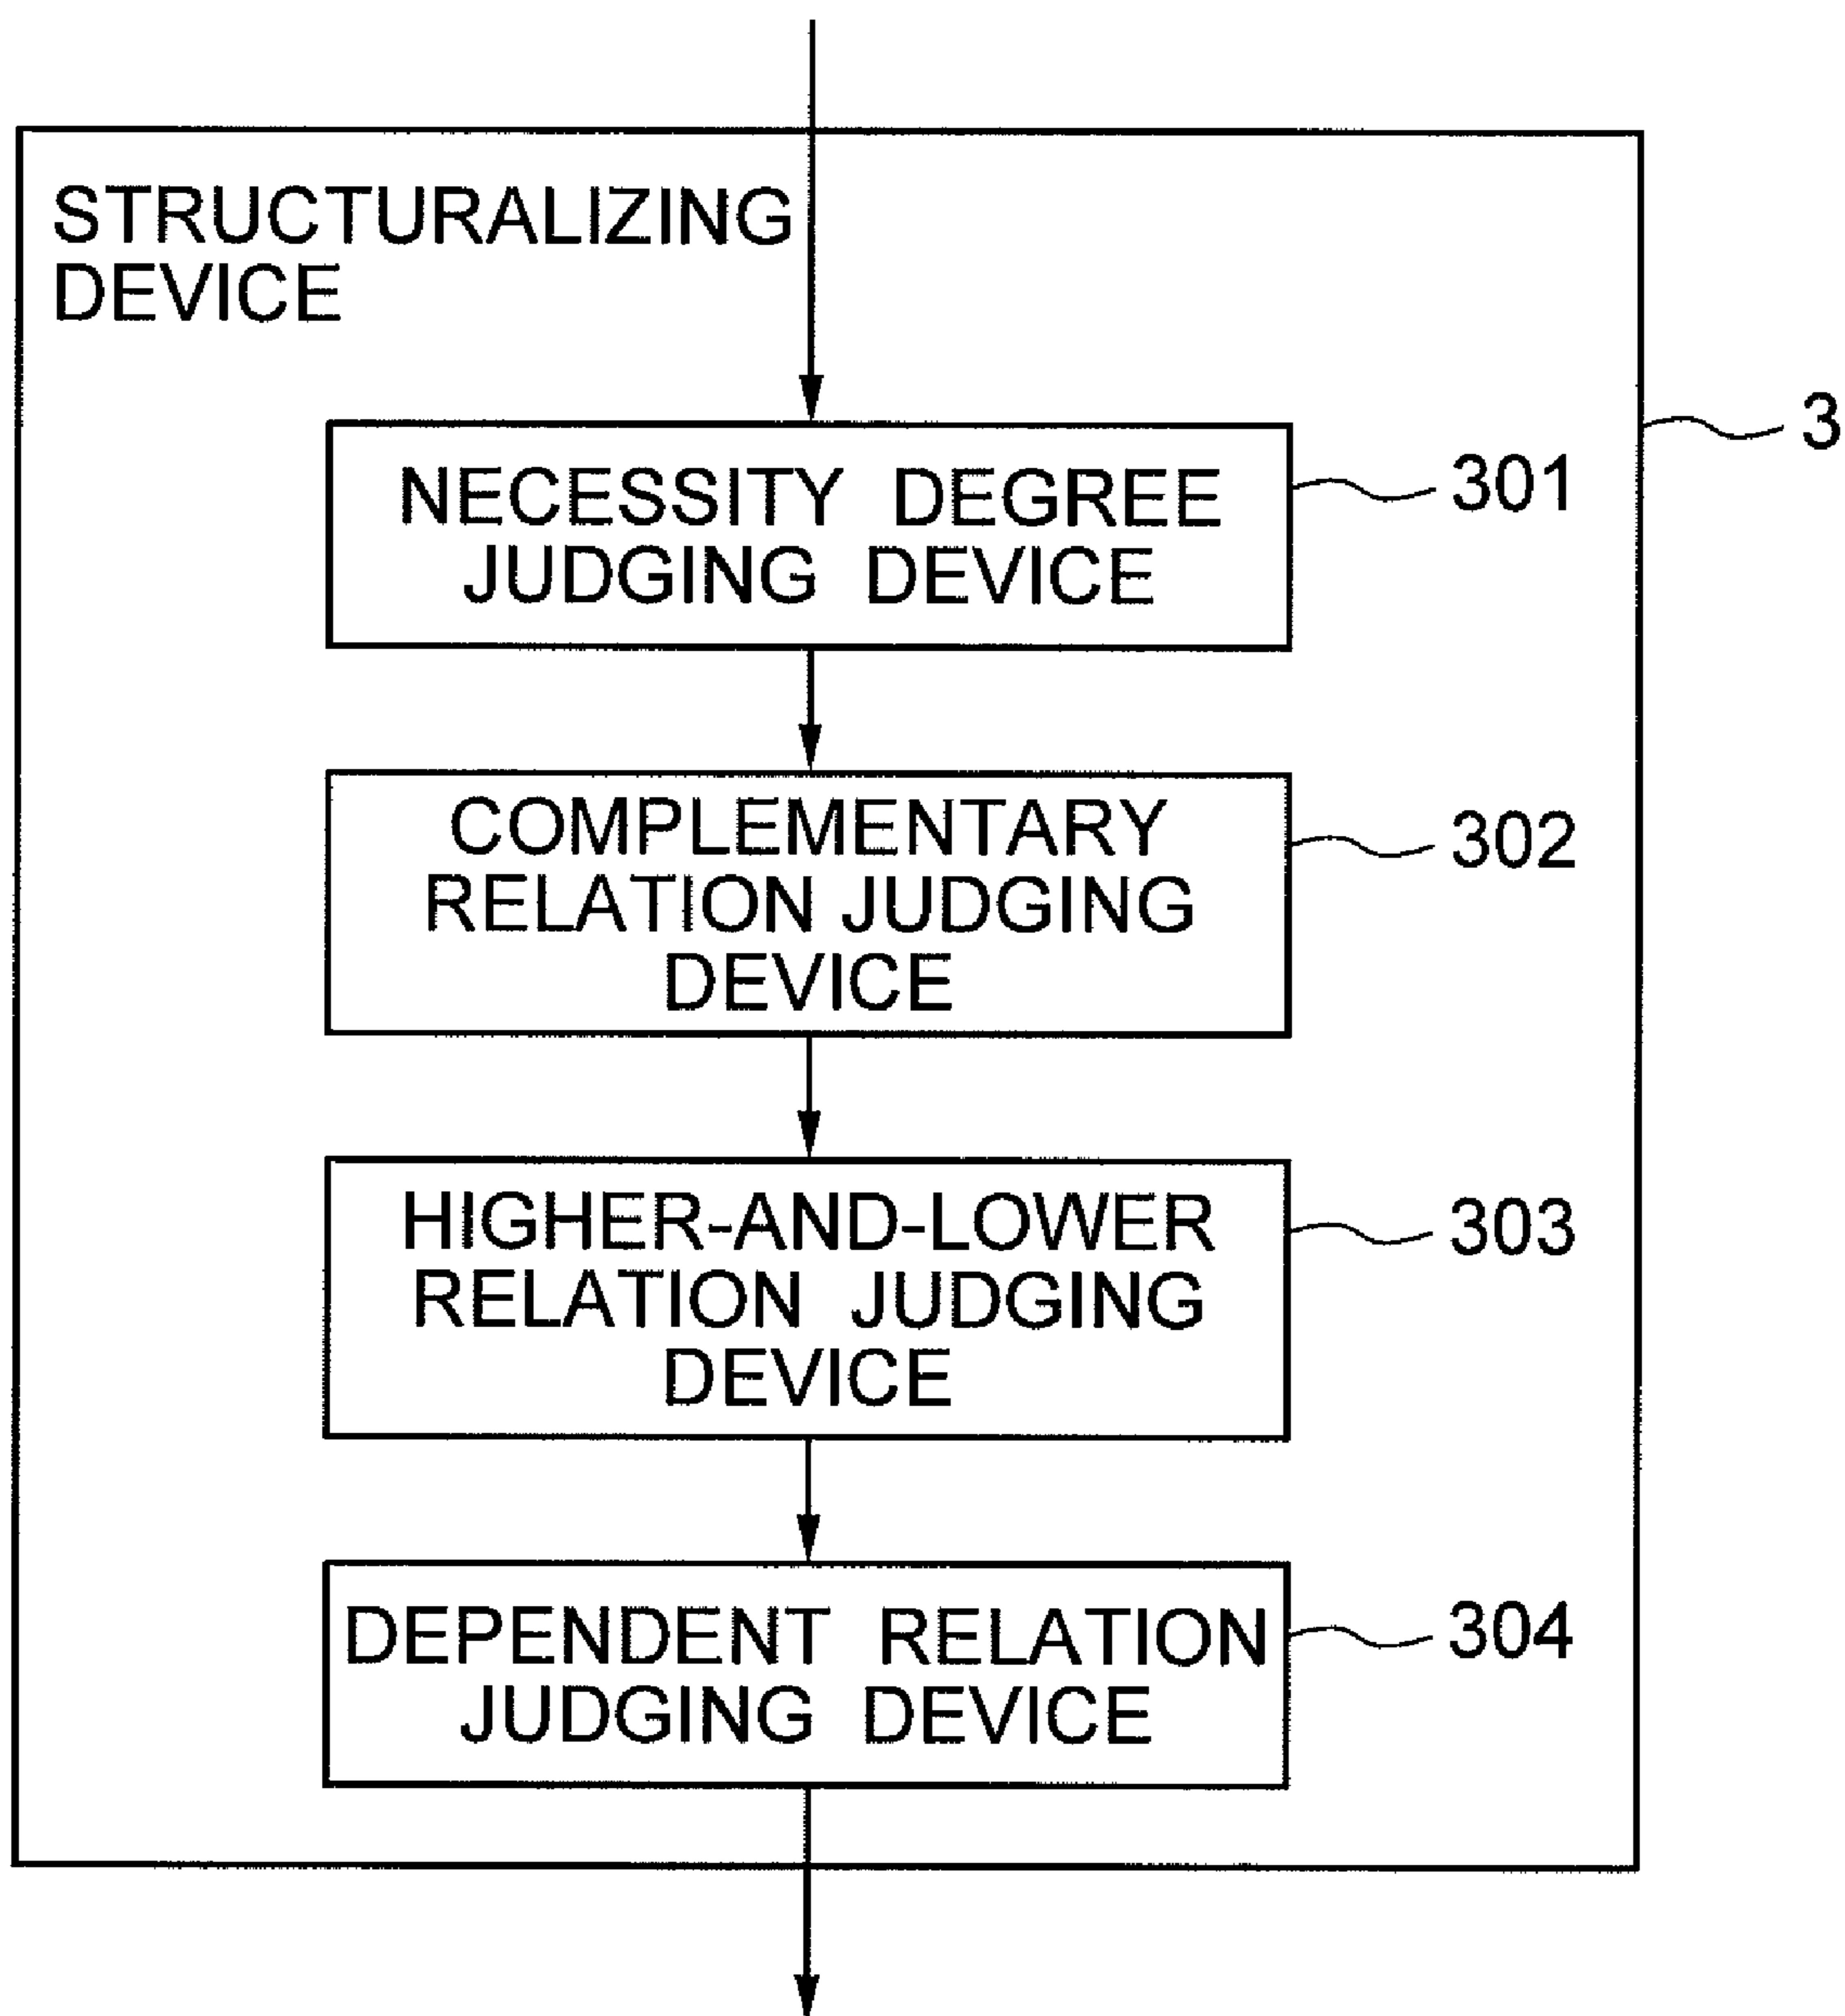 STRUCTURALIZING
DEVICE
3
NECESSITY DEGREE
JUDGING DEVICE
301
COMPLEMENTARY
RELATION JUDGING
DEVICE
302
HIGHER-AND-LOWER
RELATION JUDGING
DEVICE
303
DEPENDENT RELATION
JUDGING DEVICE
304